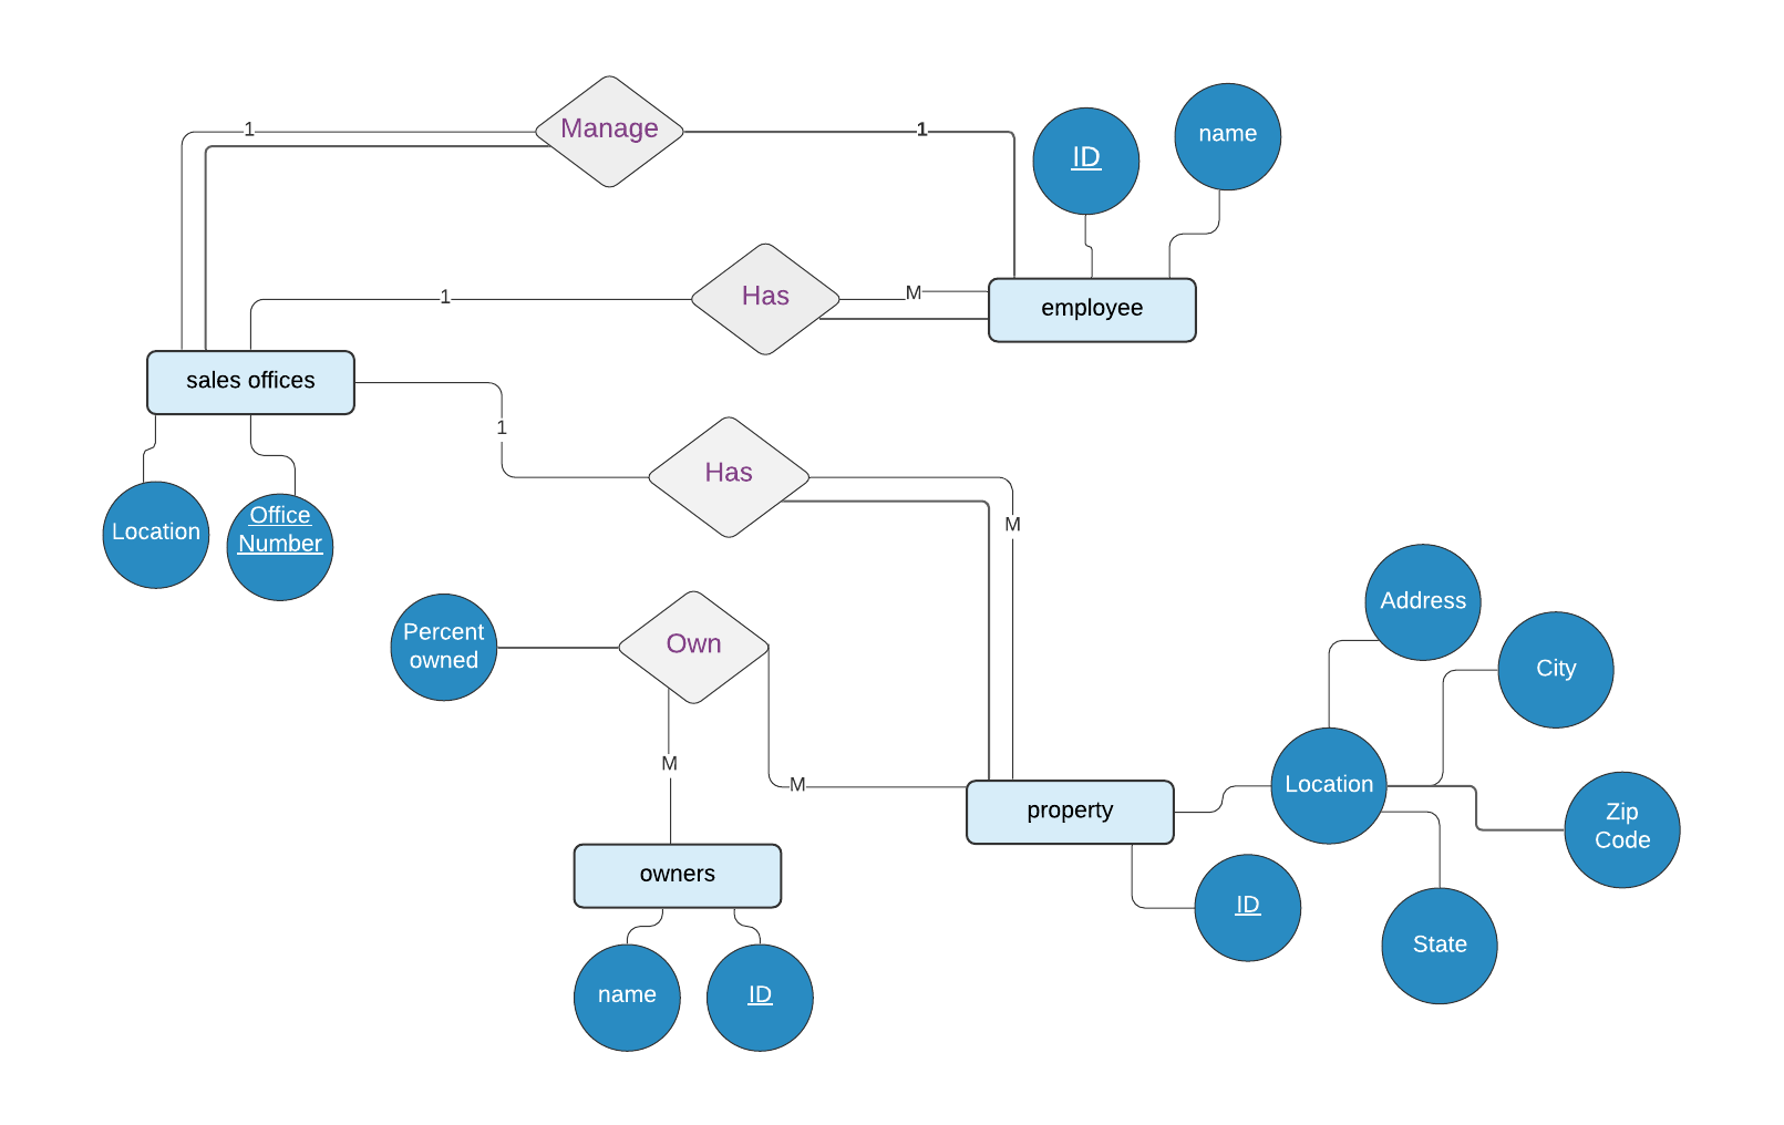 1
Manage
1
ID
name
1
Has
M
employee
sales offices
1
Has
M
Location
Office
Number
Percent
owned
Own
Address
City
M
M
property
Location
Zip
Code
owners
ID
State
name
ID